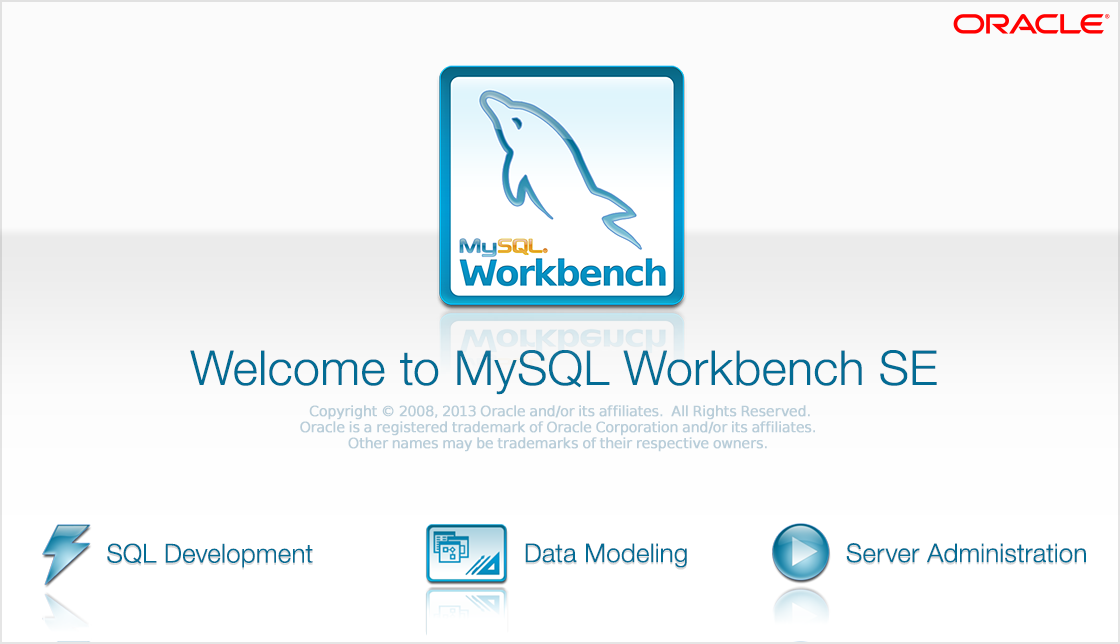 ORACLE®
MySQL®
Workbench
Welcome to MySQL Workbench SE
Copyright © 2008, 2013 Oracle and/or its affiliates.  All Rights Reserved.
Oracle is a registered trademark of Oracle Corporation and/or its affiliates.
Other names may be trademarks of their respective owners.
SQL Development
Data Modeling
Server Administration